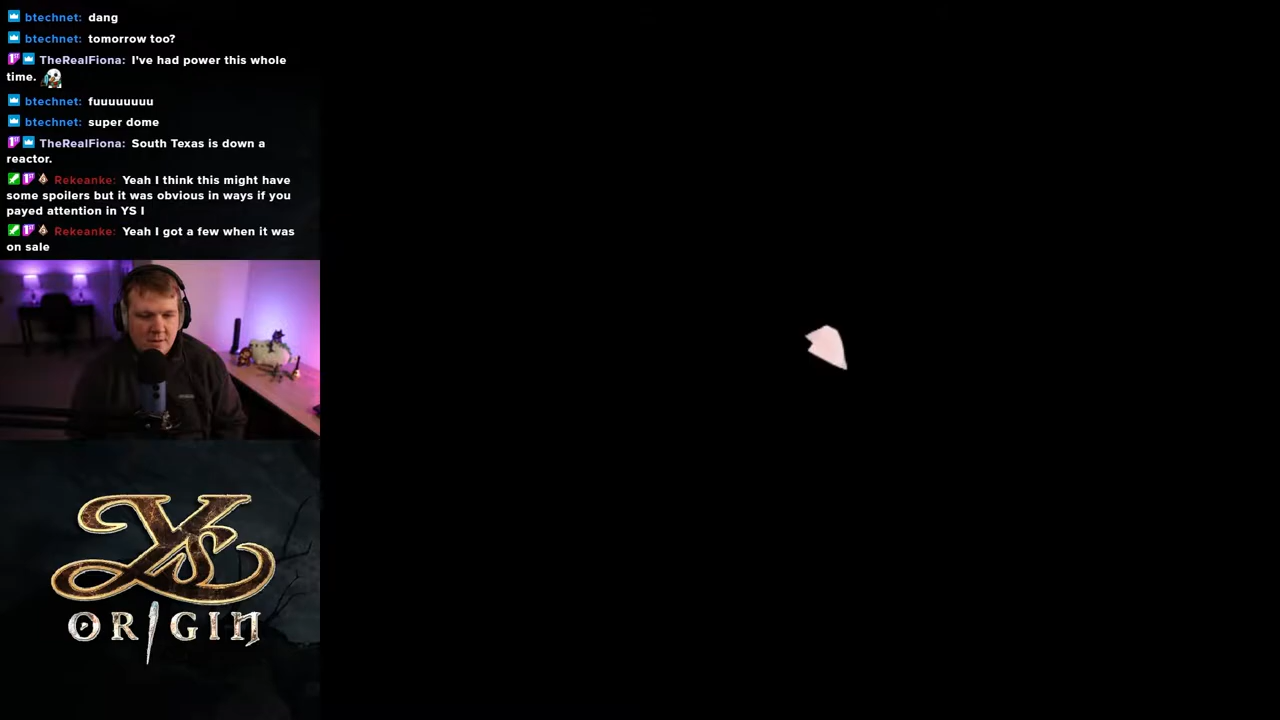 btechnet: dang
btechnet: tomorrow too?
TheRealFiona: I've had power this whole
time.
btechnet: fuuuuuuuu
btechnet: super dome
TheRealFiona: South Texas is down a
reactor.
Rekeanke: Yeah I think this might have
some spoilers but it was obvious in ways if you
payed attention in YS I
Rekeanke: Yeah I got a few when it was
on sale
Ys
ORIGIN